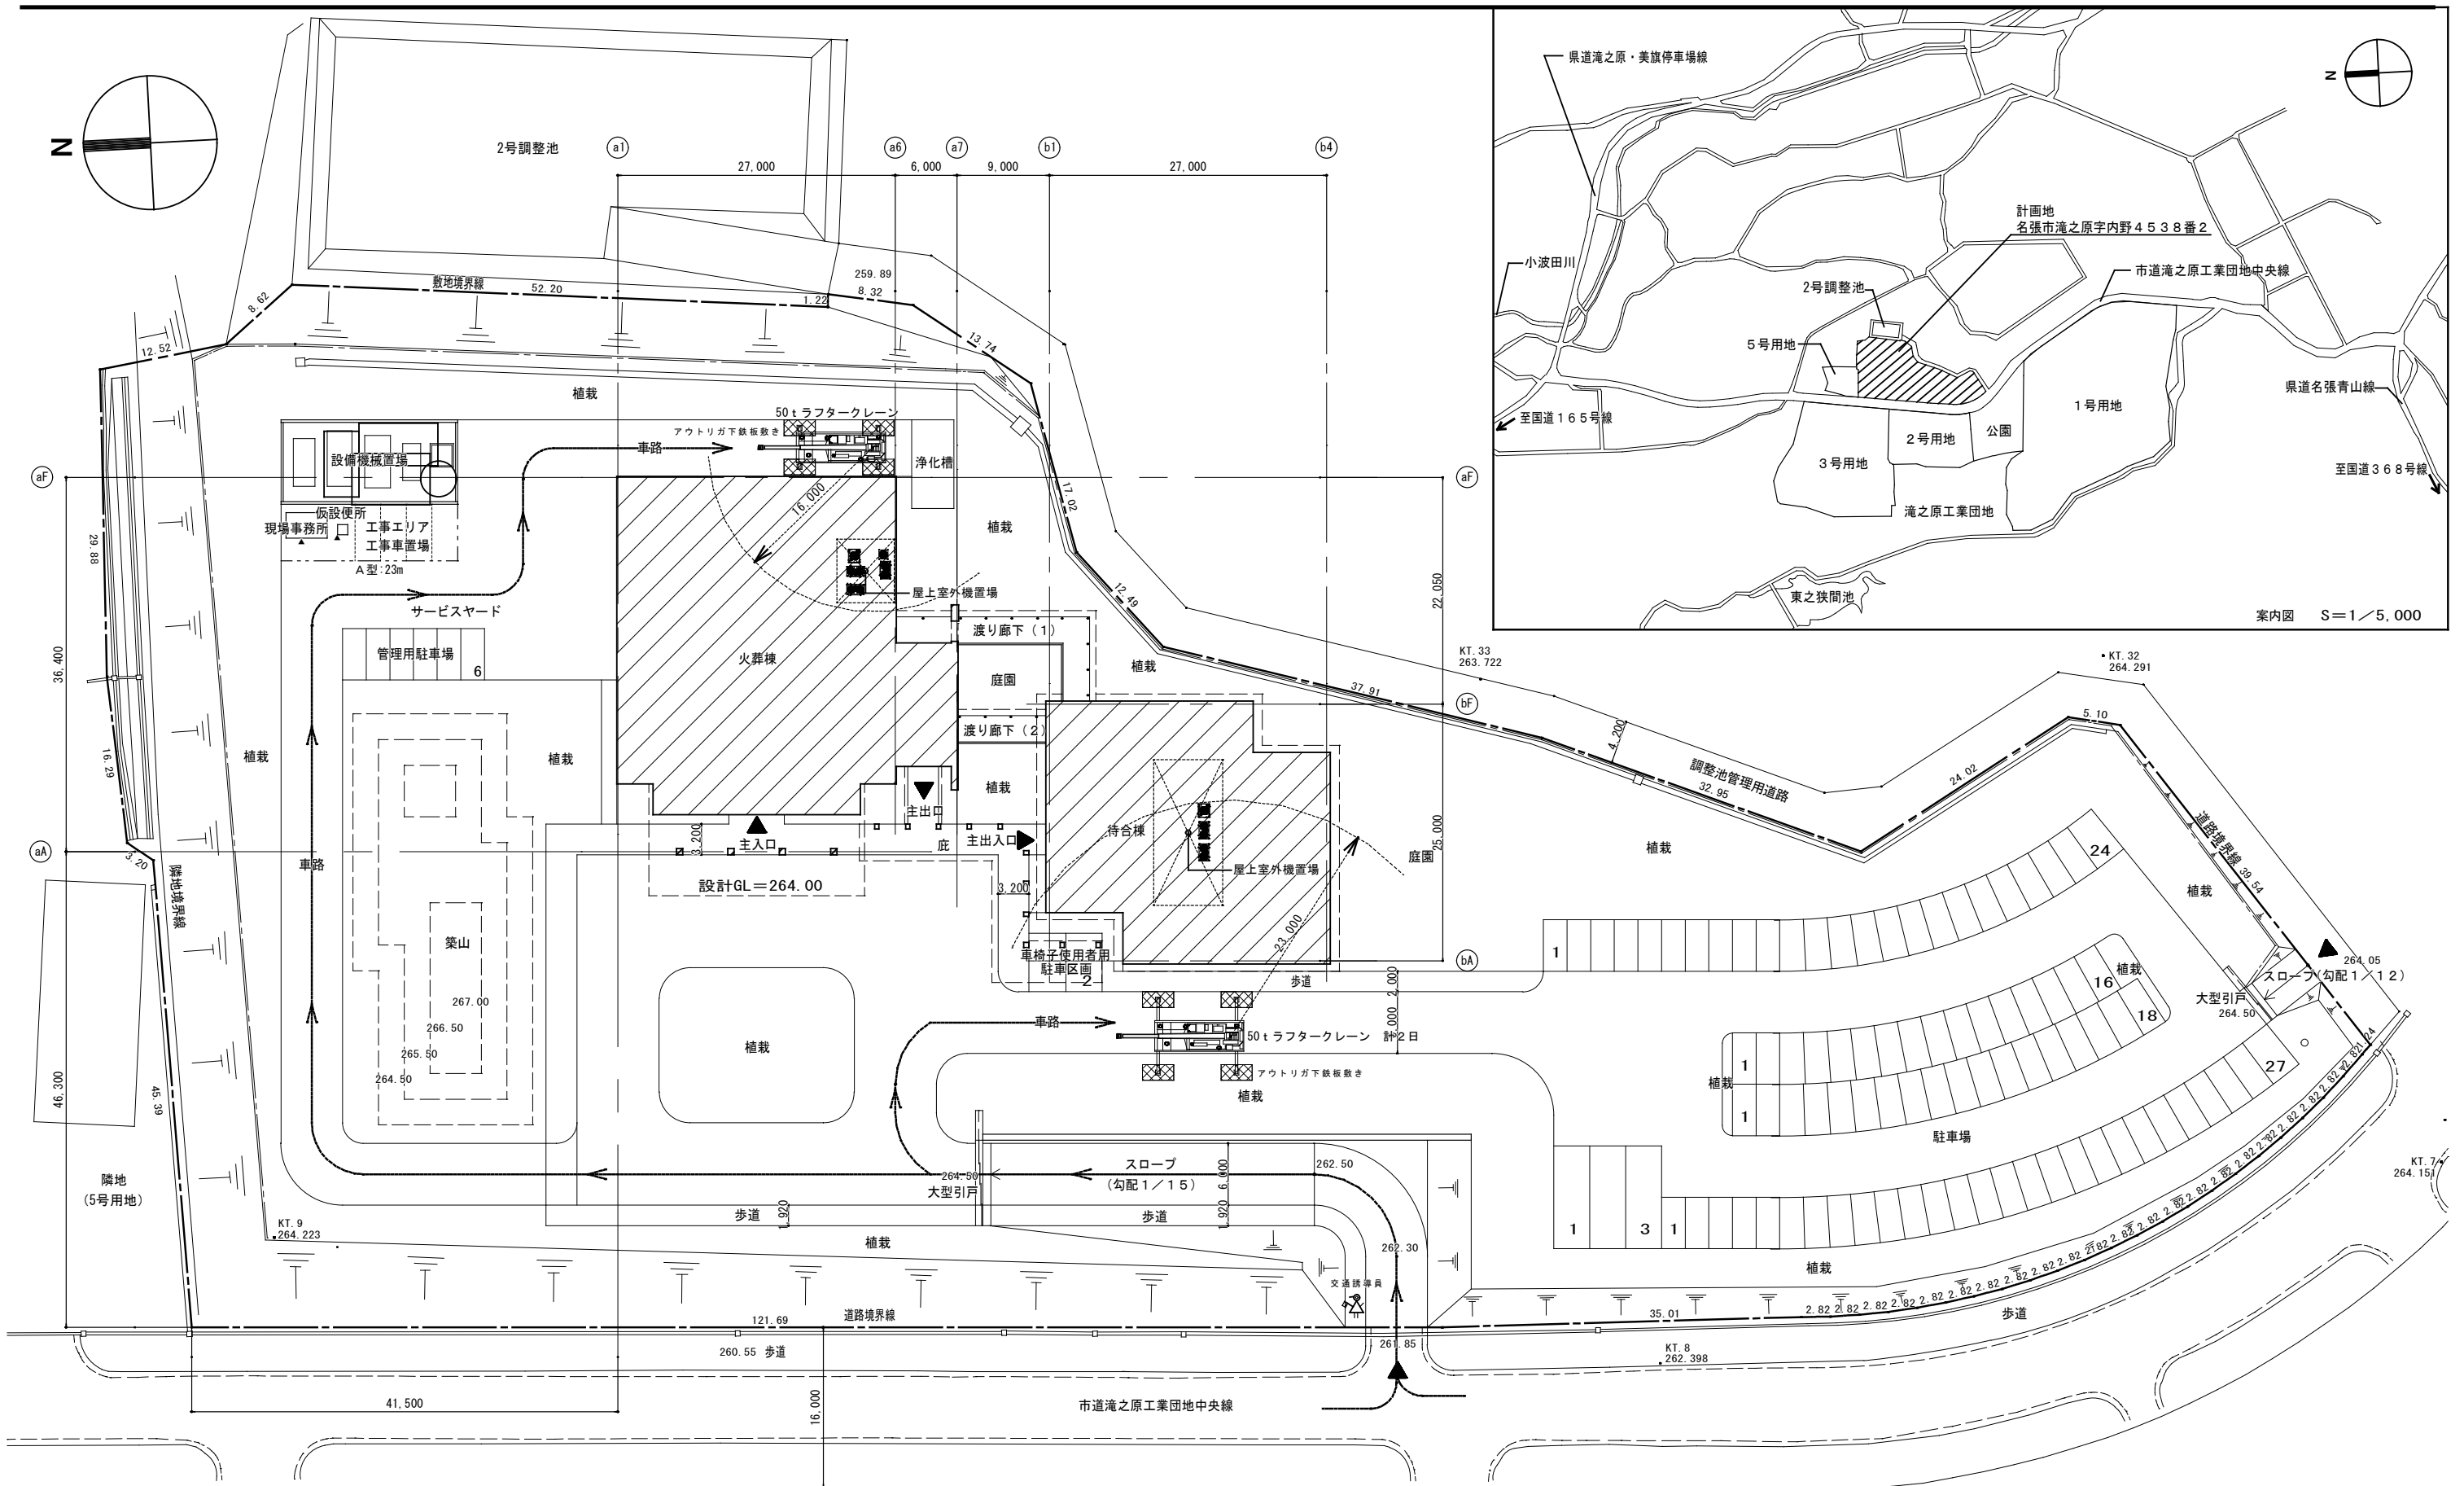 N
2号調整池
a1
a6
a7
b1
b4
27,000
6,000
9,000
27,000
県道滝之原・美旗停車場線
N
計画地
名張市滝之原字内野4538番2
小波田川
市道滝之原工業団地中央線
2号調整池
5号用地
県道名張青山線
至国道165号線
1号用地
2号用地
公園
3号用地
至国道368号線
滝之原工業団地
東之狭間池
案内図 S=1/5,000
敷地境界線
52.20
1.22
259.89
8.32
8.62
12.52
13.74
植栽
50tラフタークレーン
アウトリガ下鉄板敷き
車路
設備機械置場
浄化槽
aF
aF
16,000
17.02
仮設便所
現場事務所
工事エリア
工事車置場
A型:23m
植栽
29.88
屋上室外機置場
サービスヤード
12.49
22,050
渡り廊下(1)
管理用駐車場
6
火葬棟
植栽
KT.33
263.722
KT.32
264.291
36,400
庭園
37.91
bF
渡り廊下(2)
5.10
4,200
植栽
植栽
16.29
調整池管理用道路
32.95
24.02
植栽
主出口
待合棟
道路境界線
39.54
3,200
主入口
庇
主出入口
庭園
25,000
植栽
24
aA
3.20
車路
隣地境界線
設計GL=264.00
3,200
屋上室外機置場
植栽
23,000
築山
1
車椅子使用者用
駐車区画
2
bA
歩道
264.05
スロープ(勾配1/12)
植栽
16
大型引戸
264.50
18
267.00
266.50
265.50
264.50
2,000
車路
50tラフタークレーン 計2日
アウトリガ下鉄板敷き
植栽
植栽
1
植栽
1
27
46,300
45.39
駐車場
隣地
(5号用地)
264.50
大型引戸
スロープ
(勾配1/15)
6,000
262.50
KT.7
264.151
歩道
1,920
歩道
1,920
1
3
1
KT.9
264.223
植栽
262.30
植栽
交通誘導員
121.69
道路境界線
35.01
2.82 2.82 2.82 2.82 2.82 2.82 2.82 2.82 2.82 2.82 2.82
歩道
260.55 歩道
261.85
KT.8
262.398
41,500
16,000
市道滝之原工業団地中央線